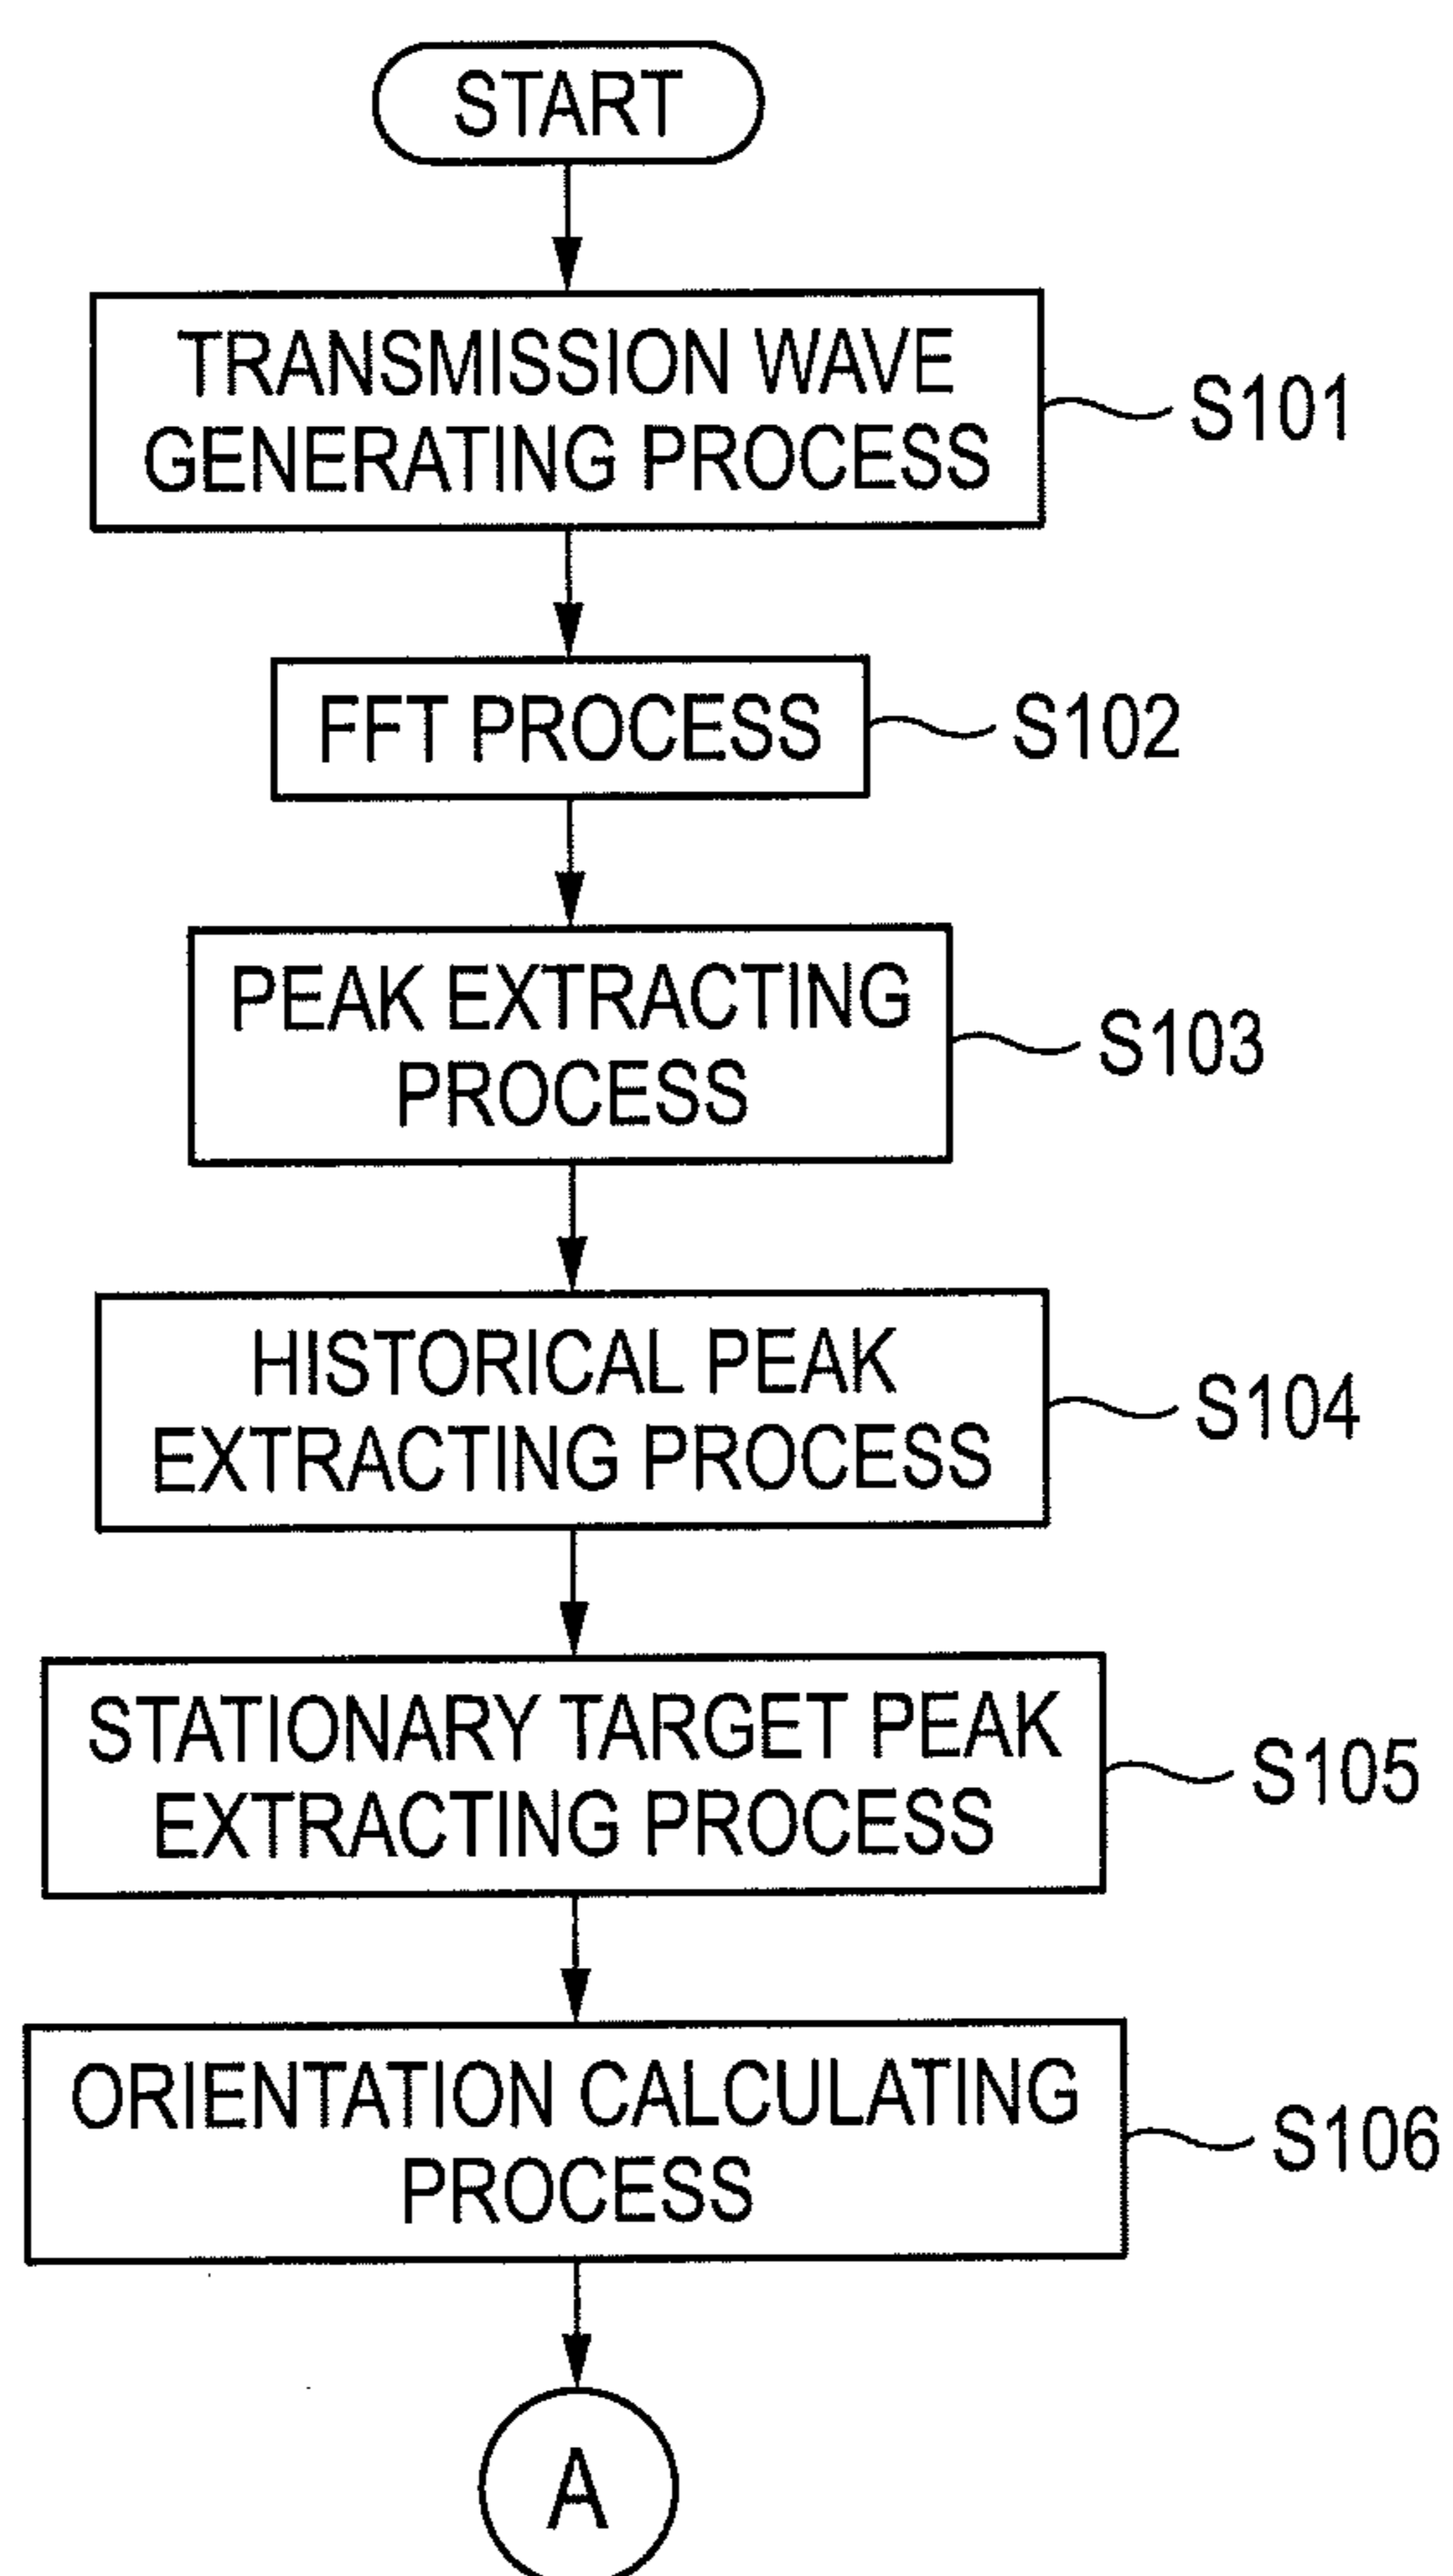 START
TRANSMISSION WAVE
GENERATING PROCESS
S101
FFT PROCESS
S102
PEAK EXTRACTING
PROCESS
S103
HISTORICAL PEAK
EXTRACTING PROCESS
S104
STATIONARY TARGET PEAK
EXTRACTING PROCESS
S105
ORIENTATION CALCULATING
PROCESS
S106
A